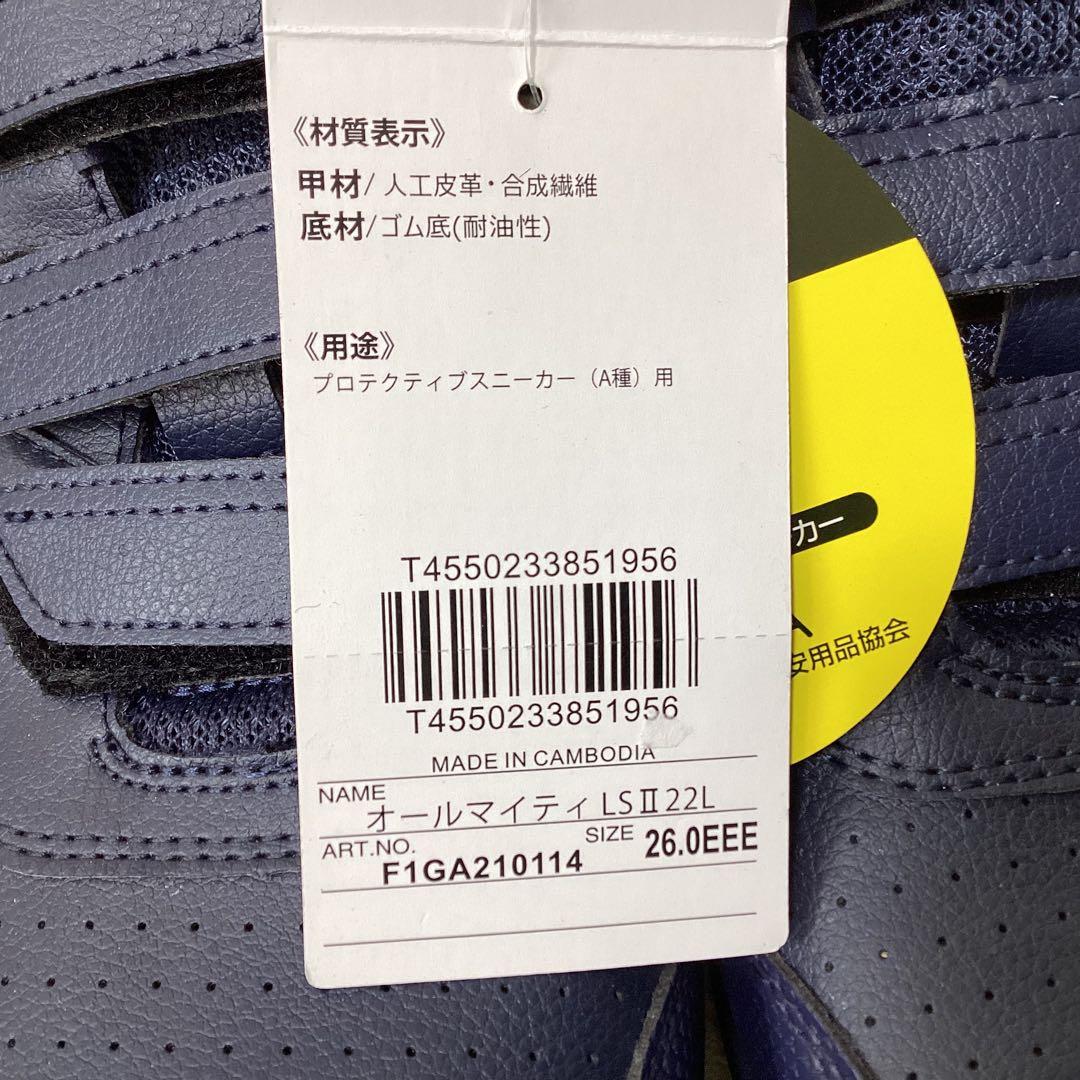 《材質表示》
甲材/人工皮革・合成繊維
底材/ゴム底(耐油性)
《用途》
プロテクティブスニーカー（A種）用
T4550233851956
T4550233851956
MADE IN CAMBODIA
NAME
オールマイティ LSⅡ22L
ART.NO.
F1GA210114
SIZE
26.0EEE
カー
安用品協会